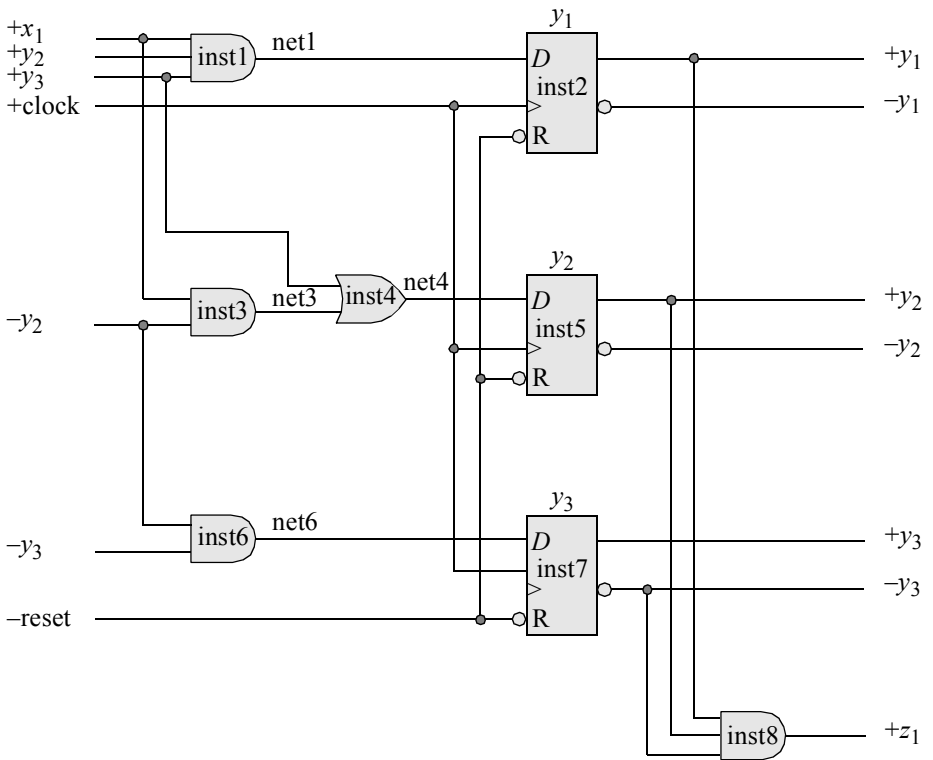 y1
+x1
+y2
+y3
inst1
net1
D
inst2
R
+y1
+clock
–y1
y2
inst3
net3
inst4
net4
D
inst5
R
+y2
–y2
–y2
y3
inst6
net6
D
inst7
R
+y3
–y3
–y3
–reset
inst8
+z1